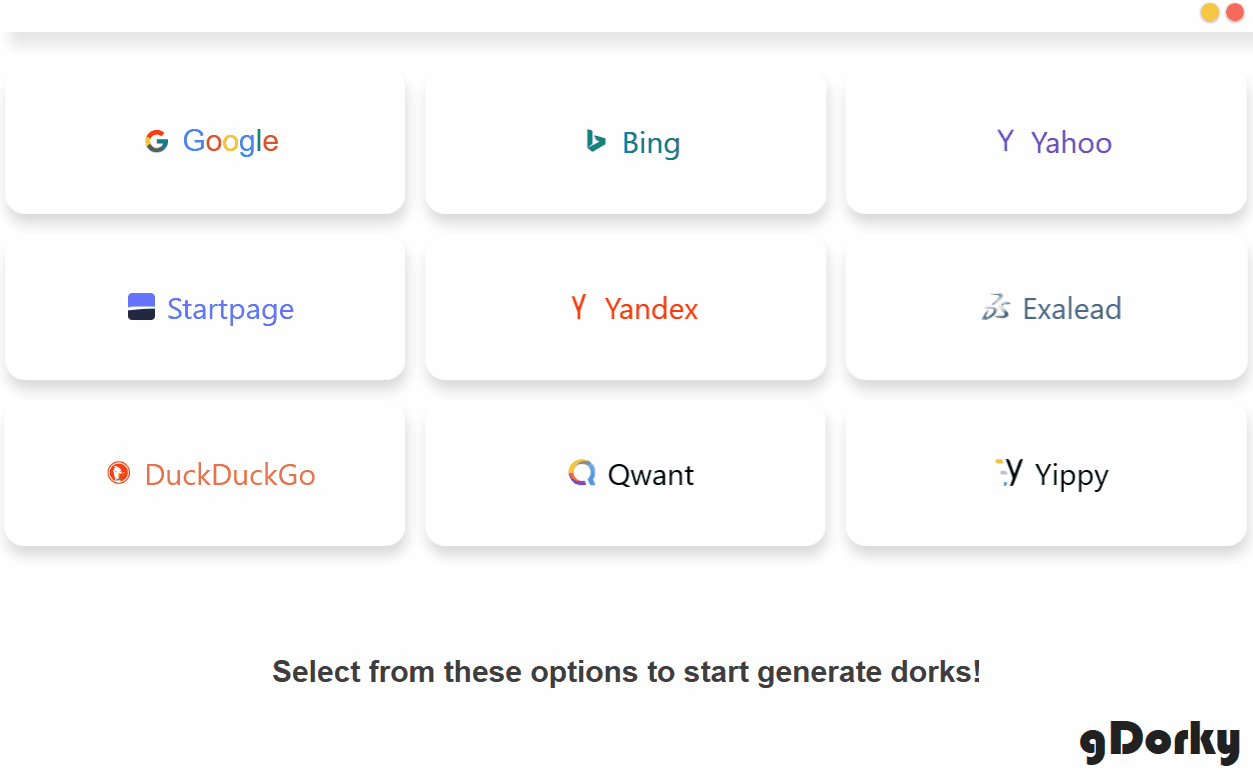 Google
Bing
Yahoo
Startpage
Yandex
Exalead
DuckDuckGo
Qwant
Yippy
Select from these options to start generate dorks!
gDorky